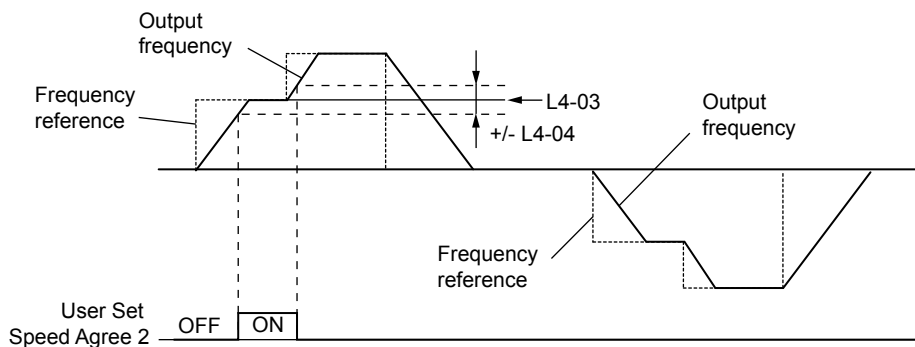 Output
frequency
Frequency
reference
L4-03
+/- L4-04
Output
frequency
Frequency
reference
User Set
Speed Agree 2
OFF
ON